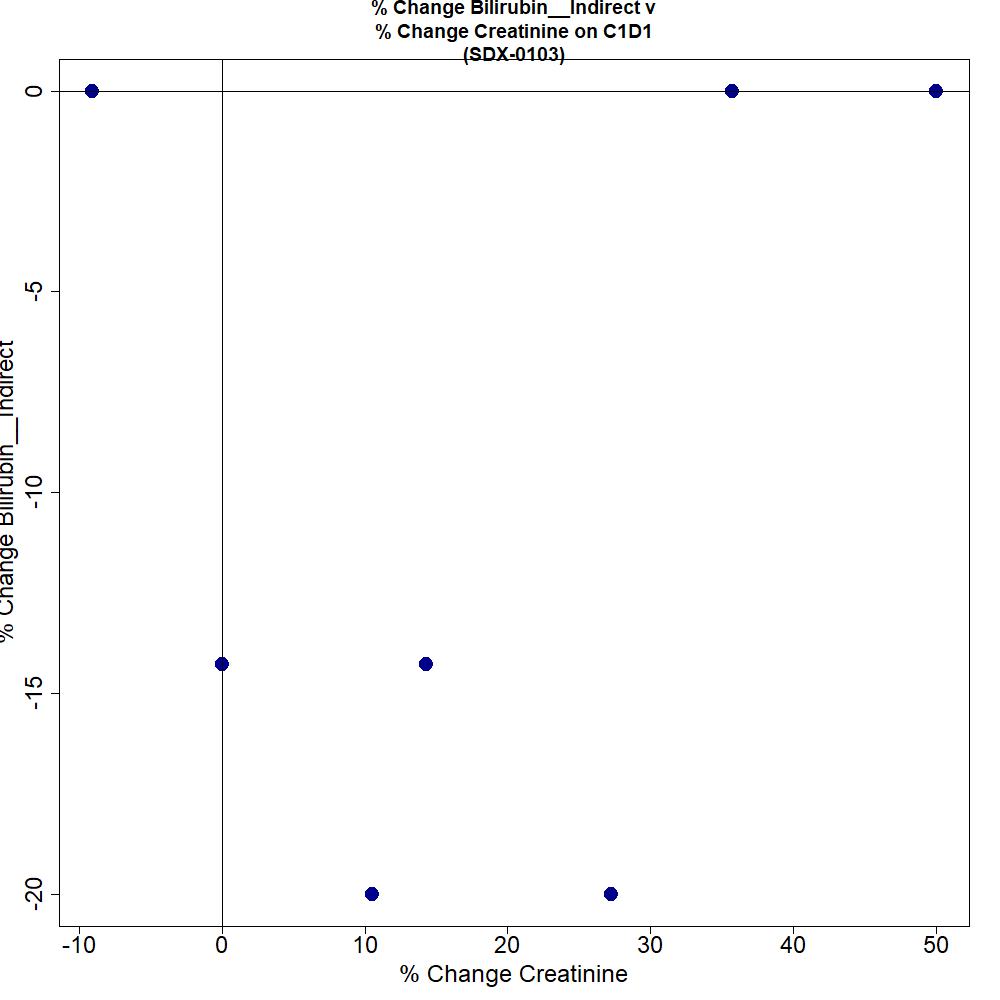 % Change Bilirubin__Indirect v
% Change Creatinine on C1D1
(SDX-0103)
% Change Bilirubin__Indirect
0
-5
-10
-15
-20
-10
0
10
20
30
40
50
% Change Creatinine